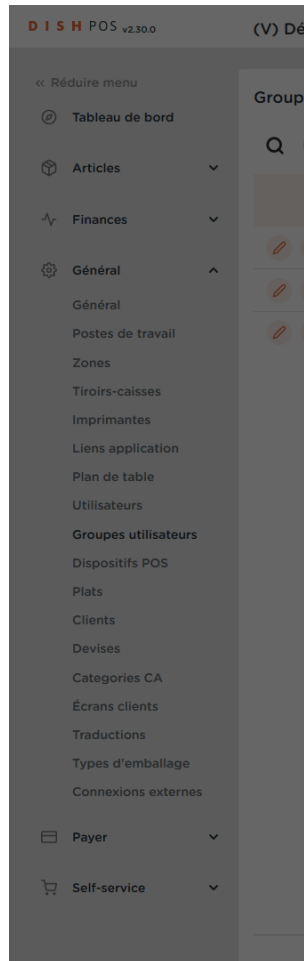 DISH POS v2.30.0
(V) Dé
« Réduire menu
Group
Tableau de bord
Articles
Finances
Général
Général
Postes de travail
Zones
Tiroirs-caisses
Imprimantes
Liens application
Plan de table
Utilisateurs
Groupes utilisateurs
Dispositifs POS
Plats
Clients
Devises
Categories CA
Écrans clients
Traductions
Types d'emballage
Connexions externes
Payer
Self-service